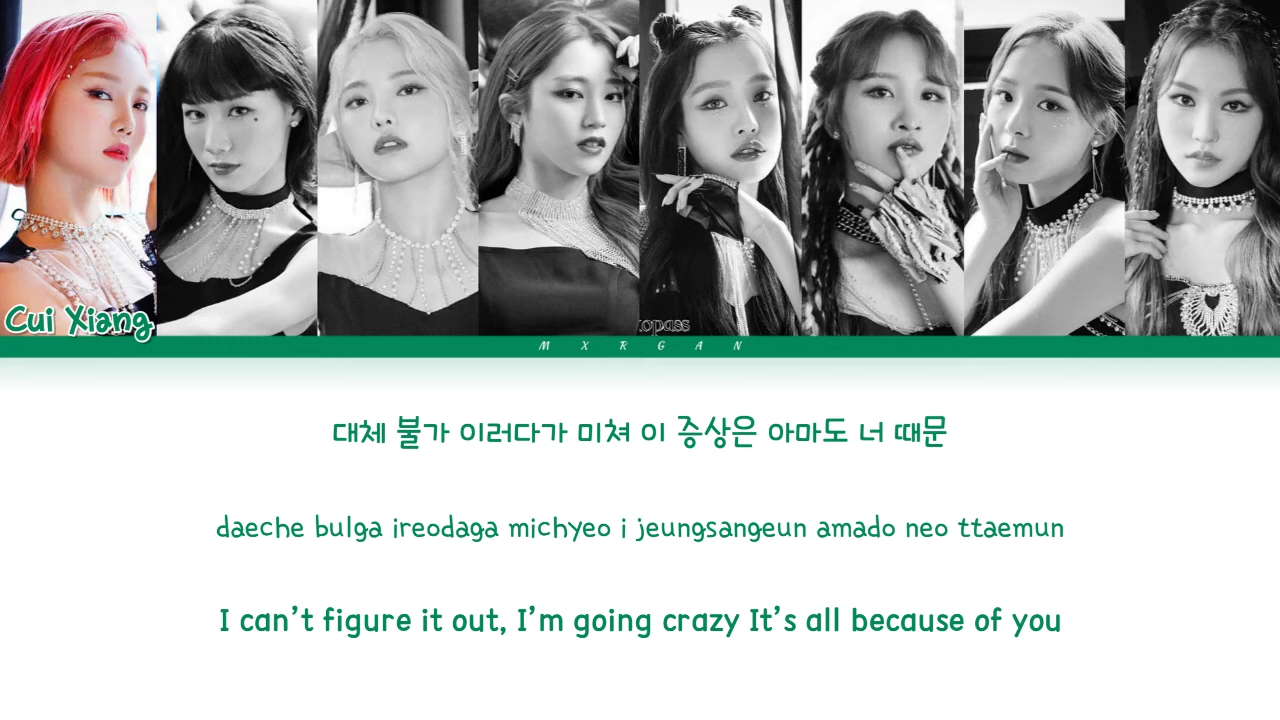 Cui Xiang
opass
M X R G A N
대체 불가 이러다가 미쳐 이 증상은 아마도 너 때문
daeche bulga ireodaga michyeo i jeungsangeun amado neo ttaemun
I can’t figure it out, I’m going crazy It’s all because of you